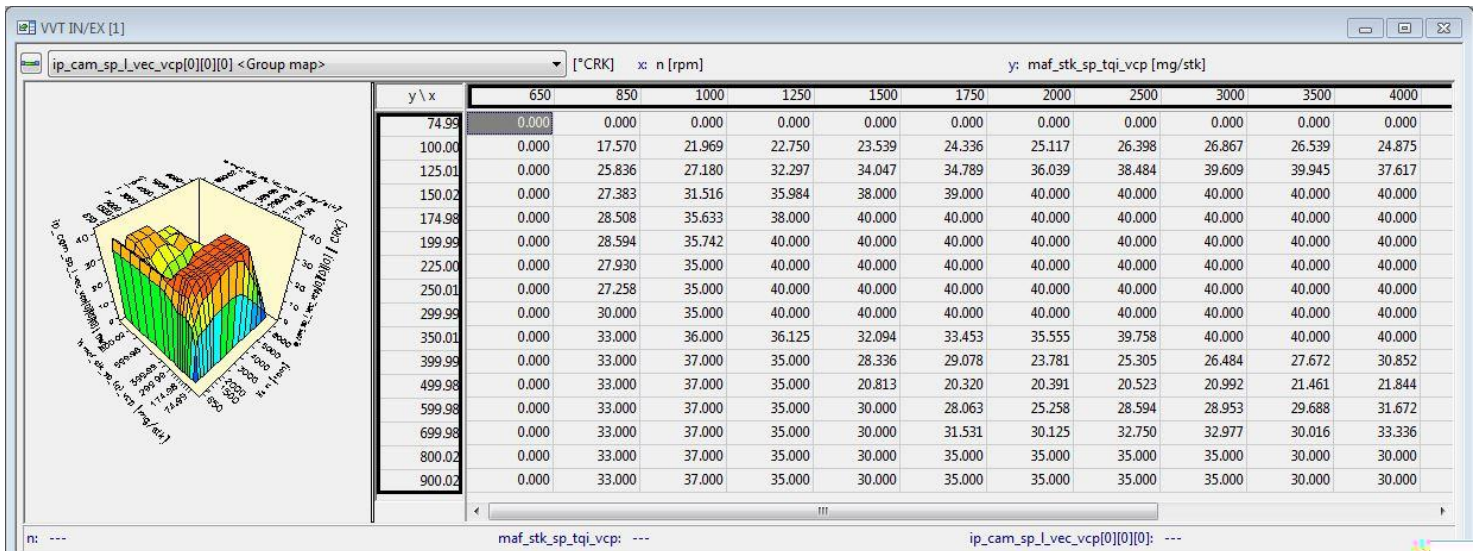 VVT IN/EX [1]
ip_cam_sp_l_vec_vcp[0][0][0] <Group map> [°CRK] x: n [rpm] y: maf_stk_sp_tqi_vcp [mg/stk]
y \ x 650 850 1000 1250 1500 1750 2000 2500 3000 3500 4000
74.99 0.000 0.000 0.000 0.000 0.000 0.000 0.000 0.000 0.000 0.000 0.000
100.00 0.000 17.570 21.969 22.750 23.539 24.336 25.117 26.398 26.867 26.539 24.875
125.01 0.000 25.836 27.180 32.297 34.047 34.789 36.039 38.484 39.609 39.945 37.617
150.02 0.000 27.383 31.516 35.984 38.000 39.000 40.000 40.000 40.000 40.000 40.000
174.98 0.000 28.508 35.633 38.000 40.000 40.000 40.000 40.000 40.000 40.000 40.000
199.99 0.000 28.594 35.742 40.000 40.000 40.000 40.000 40.000 40.000 40.000 40.000
225.00 0.000 27.930 35.000 40.000 40.000 40.000 40.000 40.000 40.000 40.000 40.000
250.01 0.000 27.258 35.000 40.000 40.000 40.000 40.000 40.000 40.000 40.000 40.000
299.99 0.000 30.000 35.000 40.000 40.000 40.000 40.000 40.000 40.000 40.000 40.000
350.01 0.000 33.000 36.000 36.125 32.094 33.453 35.555 39.758 40.000 40.000 40.000
399.99 0.000 33.000 37.000 35.000 28.336 29.078 23.781 25.305 26.484 27.672 30.852
499.98 0.000 33.000 37.000 35.000 20.813 20.320 20.391 20.523 20.992 21.461 21.844
599.98 0.000 33.000 37.000 35.000 30.000 28.063 25.258 28.594 28.953 29.688 31.672
699.98 0.000 33.000 37.000 35.000 30.000 31.531 30.125 32.750 32.977 30.016 33.336
800.02 0.000 33.000 37.000 35.000 30.000 35.000 35.000 35.000 35.000 30.000 30.000
900.02 0.000 33.000 37.000 35.000 30.000 35.000 35.000 35.000 35.000 30.000 30.000
n: --- maf_stk_sp_tqi_vcp: --- ip_cam_sp_l_vec_vcp[0][0][0]: ---